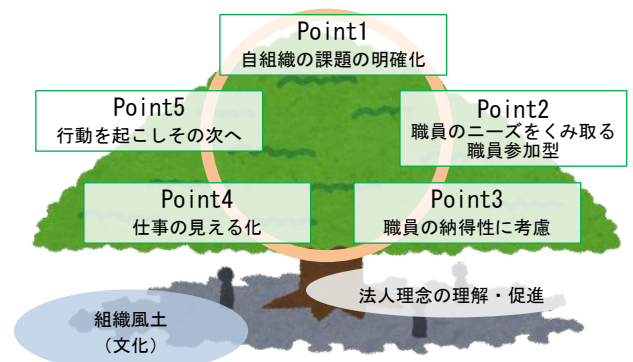 Point1
自組織の課題の明確化
Point2
職員のニーズをくみ取る
職員参加型
Point3
職員の納得性に考慮
Point4
仕事の見える化
Point5
行動を起こしその次へ
法人理念の理解・促進
組織風土
（文化）